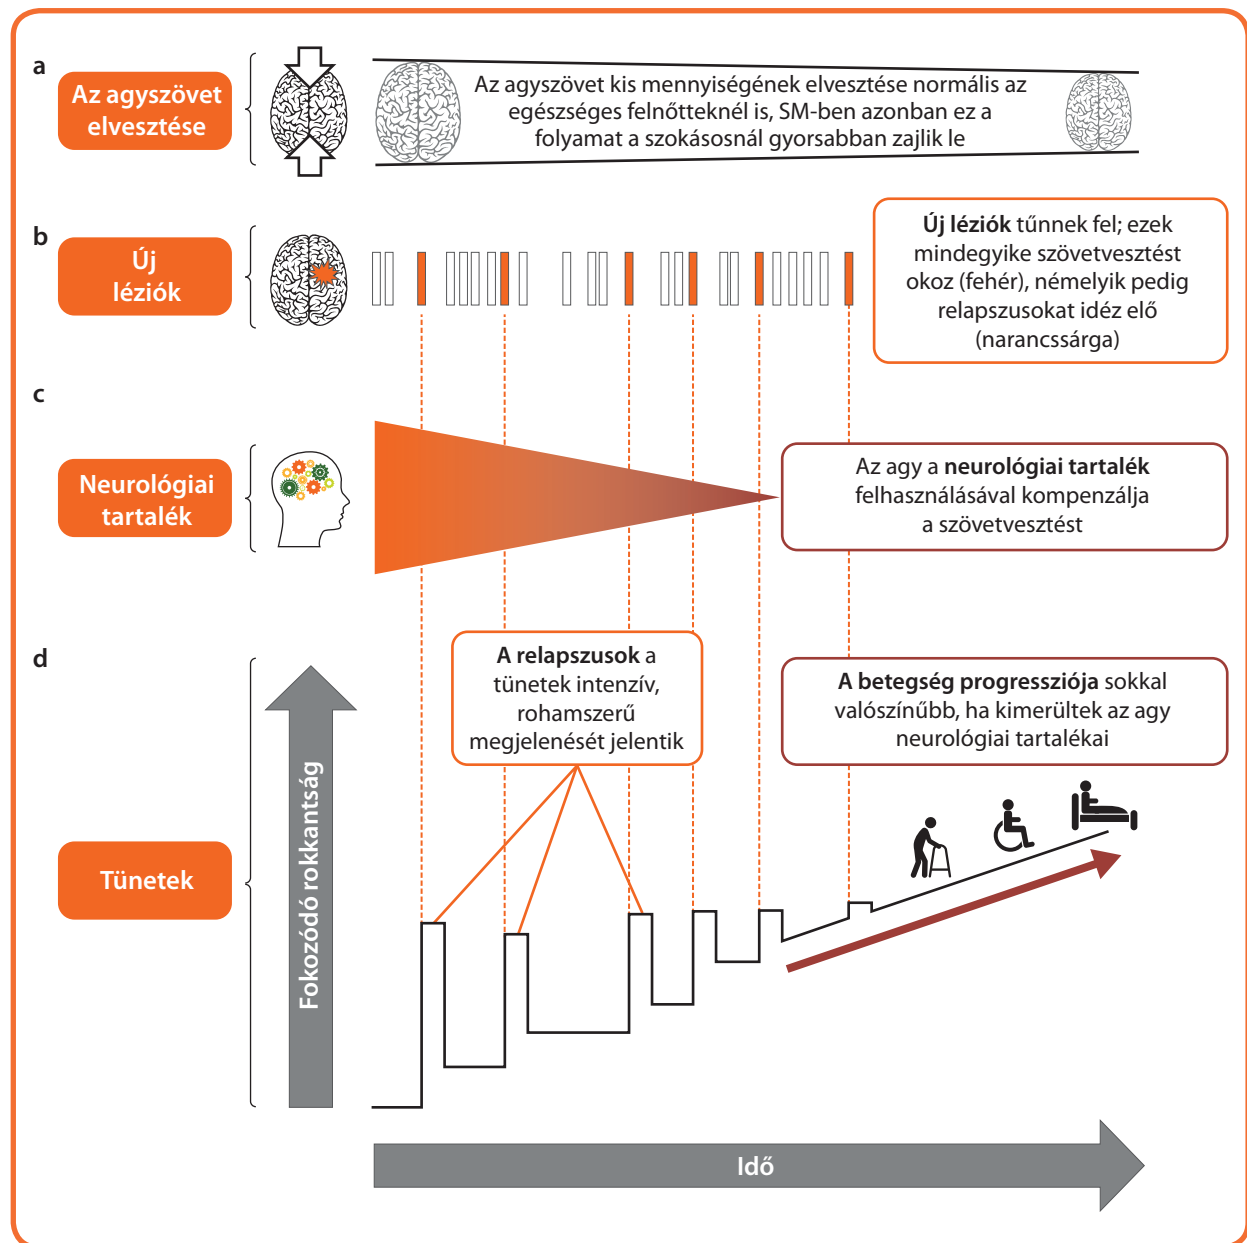 a
Az agyszövet
elvesztése
Az agyszövet kis mennyiségének elvesztése normális az
egészséges felnőtteknél is, SM-ben azonban ez a
folyamat a szokásosnál gyorsabban zajlik le
b
Új
léziók
Új léziók tűnnek fel; ezek
mindegyike szövetvesztést
okoz (fehér), némelyik pedig
relapszusokat idéz elő
(narancssárga)
c
Neurológiai
tartalék
Az agy a neurológiai tartalék
felhasználásával kompenzálja
a szövetvesztést
d
Tünetek
Fokozódó rokkantság
A relapszusok a
tünetek intenzív,
rohamszerű
megjelenését jelentik
A betegség progressziója sokkal
valószínűbb, ha kimerültek az agy
neurológiai tartalékai
Idő